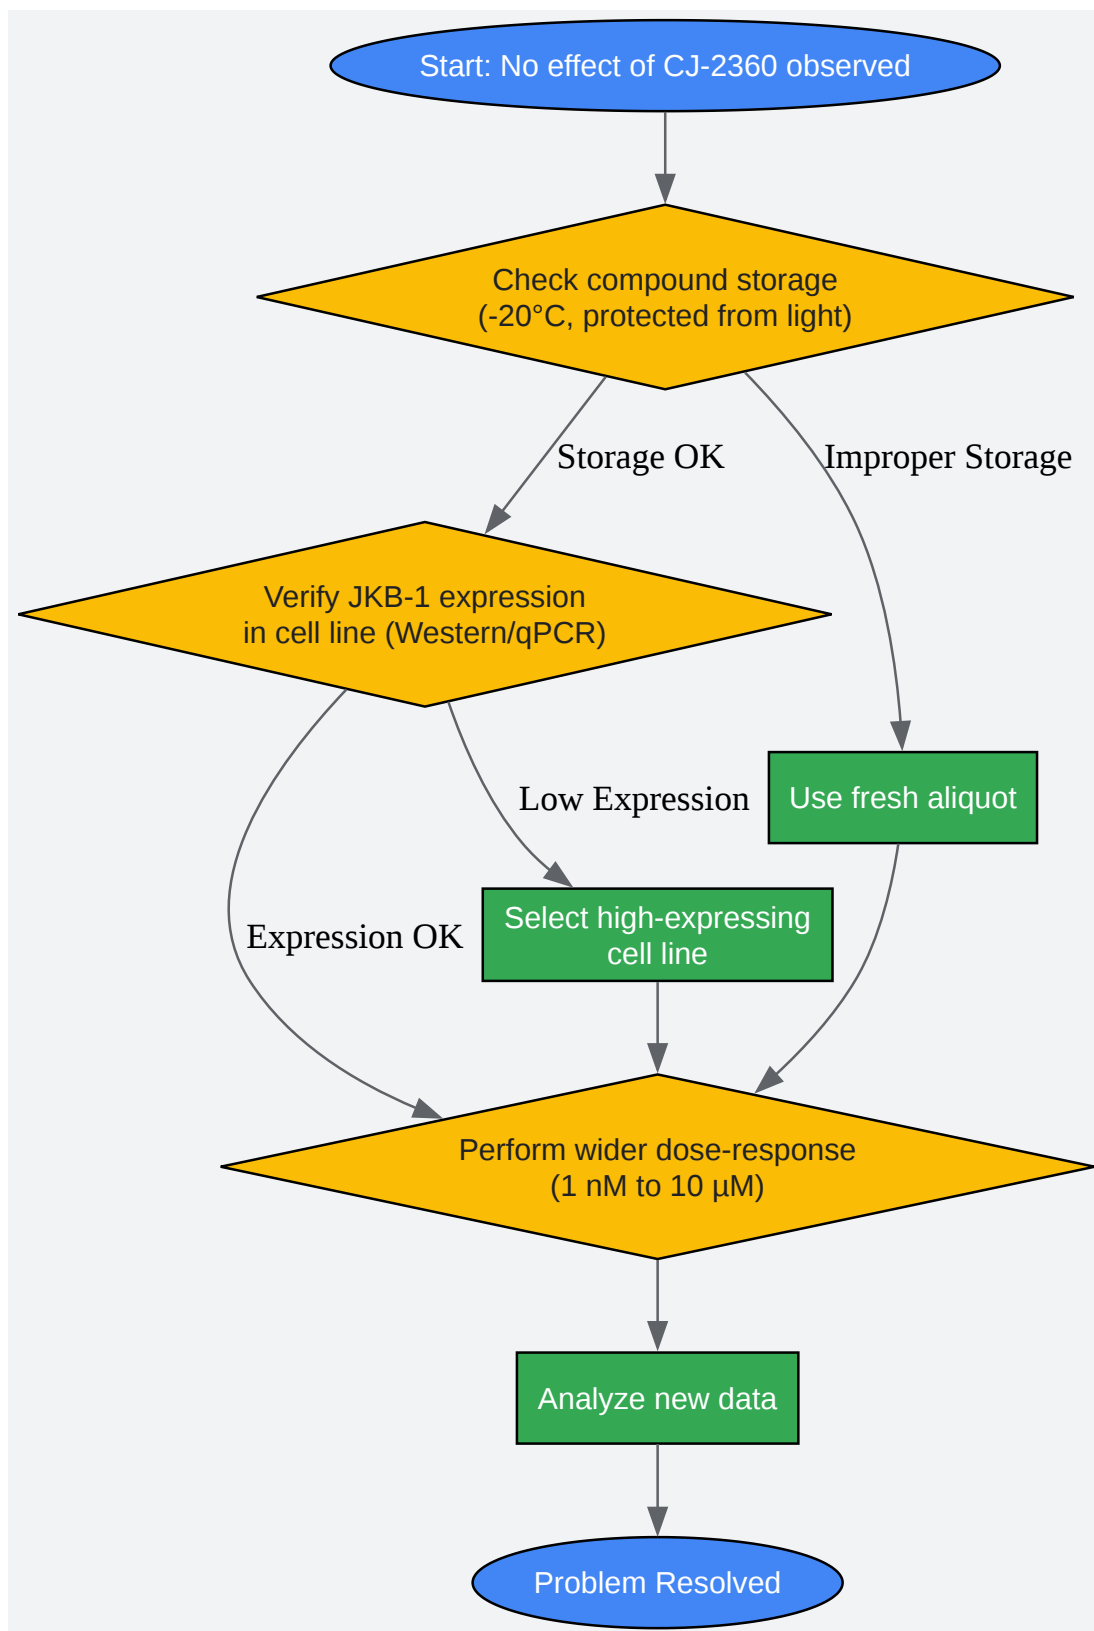 Start: No effect of CJ-2360 observed
Check compound storage
(-20°C, protected from light)
Storage OK
Improper Storage
Verify JKB-1 expression
in cell line (Western/qPCR)
Low Expression
Use fresh aliquot
Expression OK
Select high-expressing
cell line
Perform wider dose-response
(1 nM to 10 µM)
Analyze new data
Problem Resolved